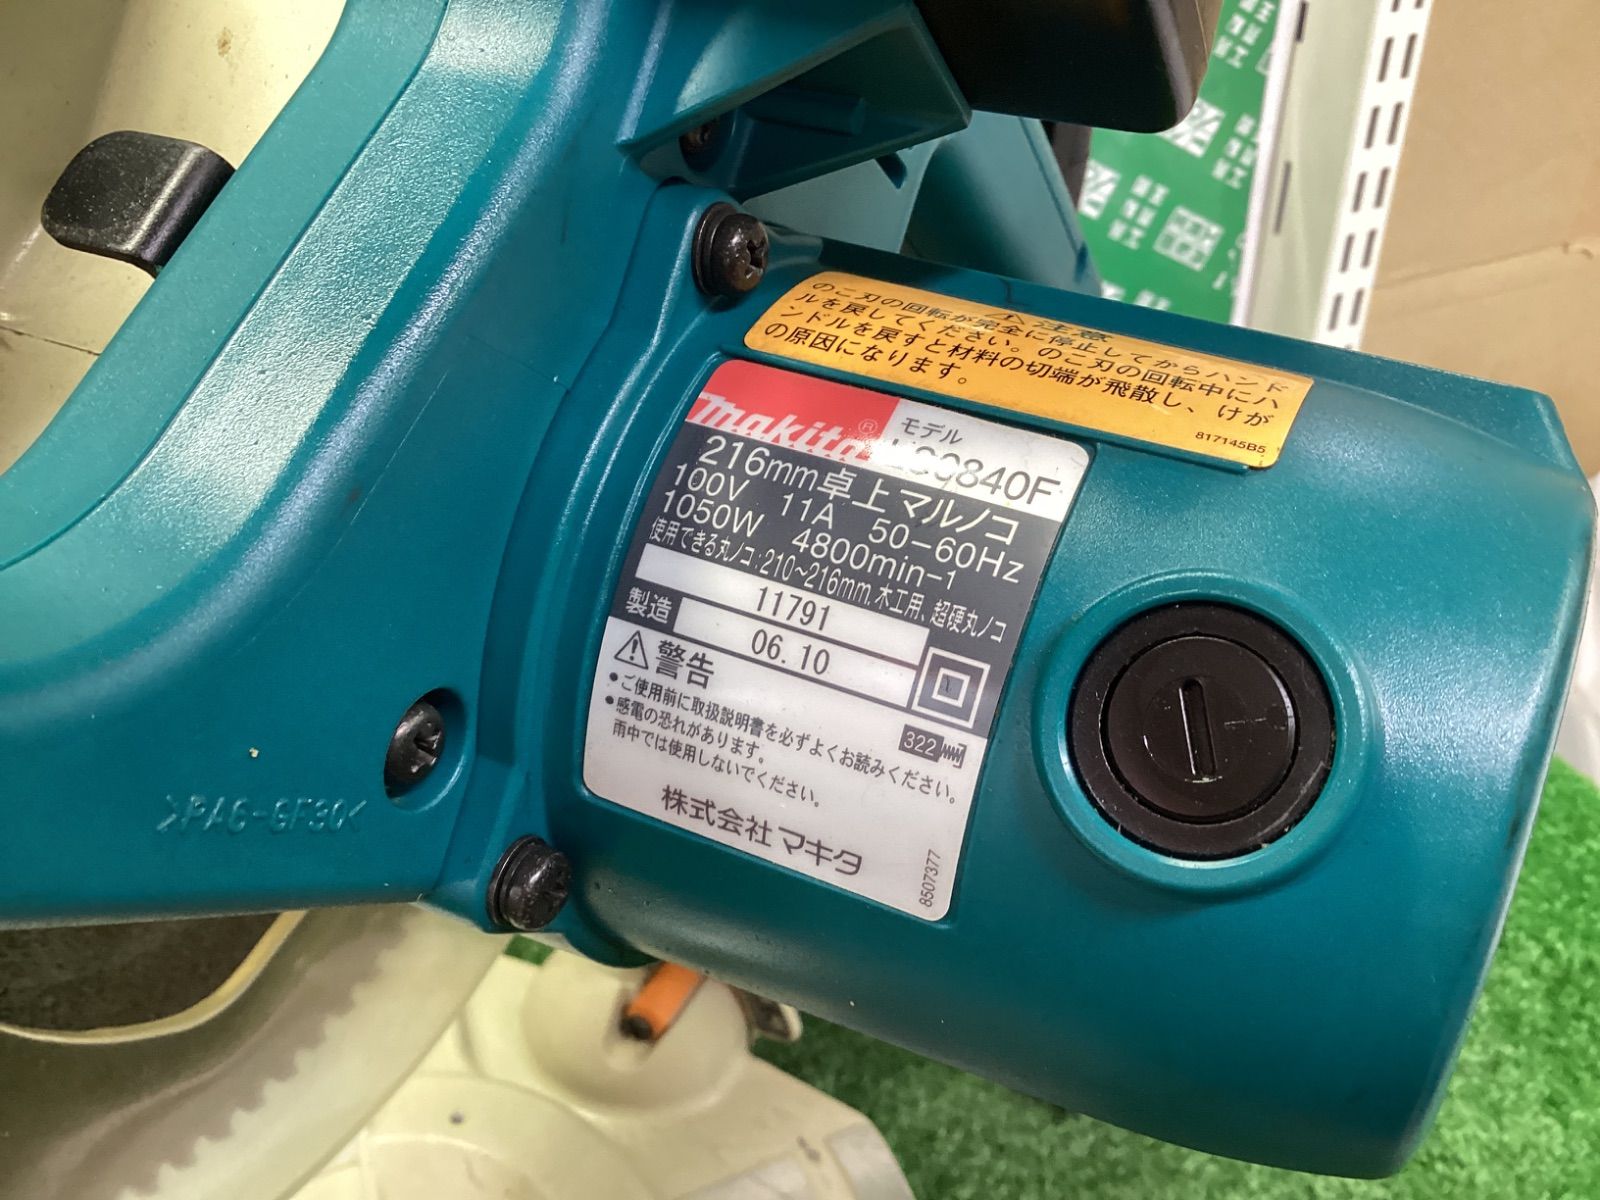 ⚠注意
のこ刃の回転が完全に停止してからハンド
ルを戻してください。のこ刃の回転中にハ
ンドルを戻すと材料の切端が飛散し、けが
の原因になります。
817145B5
makita®
モデル
840F
216mm卓上マルノコ
100V 11A 50-60Hz
1050W 4800min-1
使用できる丸ノコ:210~216mm,木工用、超硬丸ノコ
11791
製造 06.10
⚠警告
•ご使用前に取扱説明書を必ずよくお読みください。
•感電の恐れがあります。
雨中では使用しないでください。
322
株式会社マキタ
8507377
>PA6-GF30<